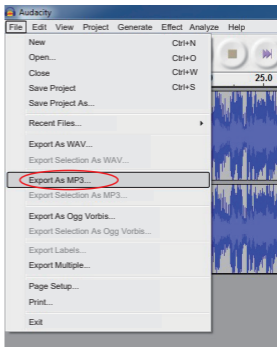 Audacity
File Edit View Project Generate Effect Analyze Help
New Ctrl+N
Open... Ctrl+O
Close Ctrl+W
Save Project Ctrl+S
Save Project As...
25.0
Recent Files...
Export As WAV...
Export Selection As WAV...
Export As MP3...
Export Selection As MP3...
Export As Ogg Vorbis...
Export Selection As Ogg Vorbis...
Export Labels...
Export Multiple...
Page Setup...
Print...
Exit